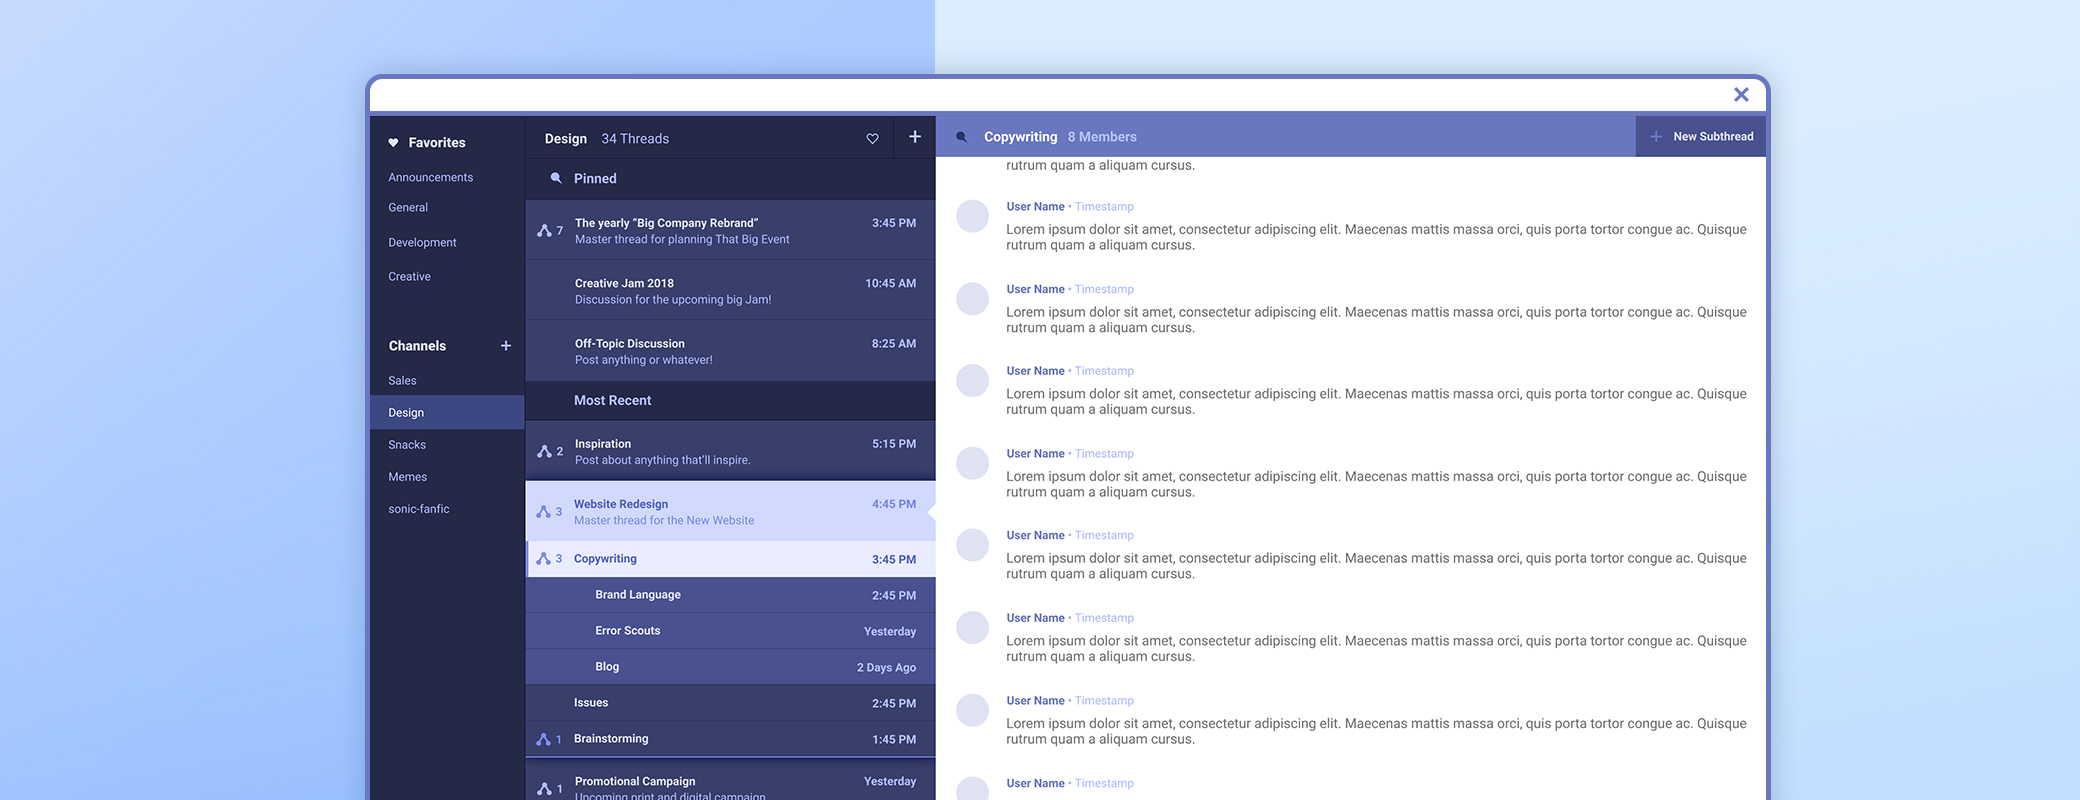 Favorites
Announcements
General
Development
Creative
Channels +
Sales
Design
Snacks
Memes
sonic-fanfic
Design 34 Threads
Pinned
7 The yearly “Big Company Rebrand” 3:45 PM
Master thread for planning That Big Event
Creative Jam 2018 10:45 AM
Discussion for the upcoming big Jam!
Off-Topic Discussion 8:25 AM
Post anything or whatever!
Most Recent
2 Inspiration 5:15 PM
Post about anything that’ll inspire.
3 Website Redesign 4:45 PM
Master thread for the New Website
3 Copywriting 3:45 PM
Brand Language 2:45 PM
Error Scouts Yesterday
Blog 2 Days Ago
Issues 2:45 PM
1 Brainstorming 1:45 PM
1 Promotional Campaign Yesterday
Upcoming print and digital campaign
Copywriting 8 Members
+ New Subthread
rutrum quam a aliquam cursus.
User Name • Timestamp
Lorem ipsum dolor sit amet, consectetur adipiscing elit. Maecenas mattis massa orci, quis porta tortor congue ac. Quisque
rutrum quam a aliquam cursus.
User Name • Timestamp
Lorem ipsum dolor sit amet, consectetur adipiscing elit. Maecenas mattis massa orci, quis porta tortor congue ac. Quisque
rutrum quam a aliquam cursus.
User Name • Timestamp
Lorem ipsum dolor sit amet, consectetur adipiscing elit. Maecenas mattis massa orci, quis porta tortor congue ac. Quisque
rutrum quam a aliquam cursus.
User Name • Timestamp
Lorem ipsum dolor sit amet, consectetur adipiscing elit. Maecenas mattis massa orci, quis porta tortor congue ac. Quisque
rutrum quam a aliquam cursus.
User Name • Timestamp
Lorem ipsum dolor sit amet, consectetur adipiscing elit. Maecenas mattis massa orci, quis porta tortor congue ac. Quisque
rutrum quam a aliquam cursus.
User Name • Timestamp
Lorem ipsum dolor sit amet, consectetur adipiscing elit. Maecenas mattis massa orci, quis porta tortor congue ac. Quisque
rutrum quam a aliquam cursus.
User Name • Timestamp
Lorem ipsum dolor sit amet, consectetur adipiscing elit. Maecenas mattis massa orci, quis porta tortor congue ac. Quisque
rutrum quam a aliquam cursus.
User Name • Timestamp